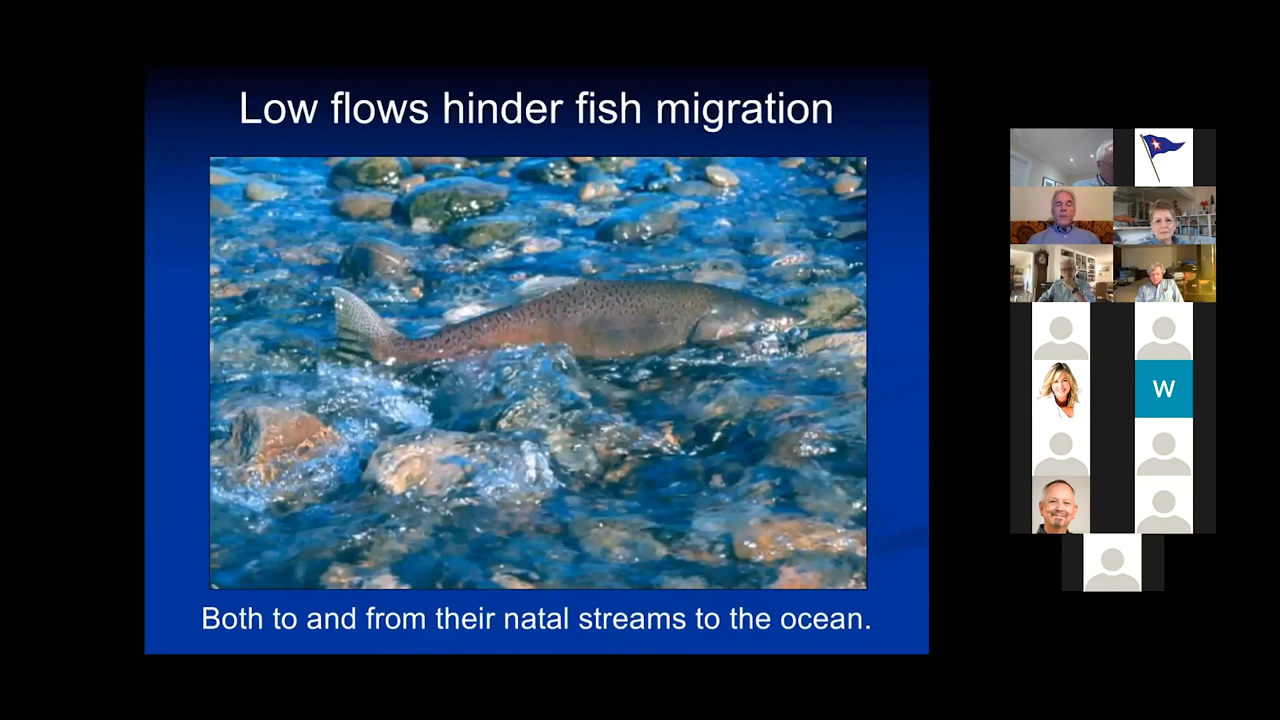 Low flows hinder fish migration
Both to and from their natal streams to the ocean.
W